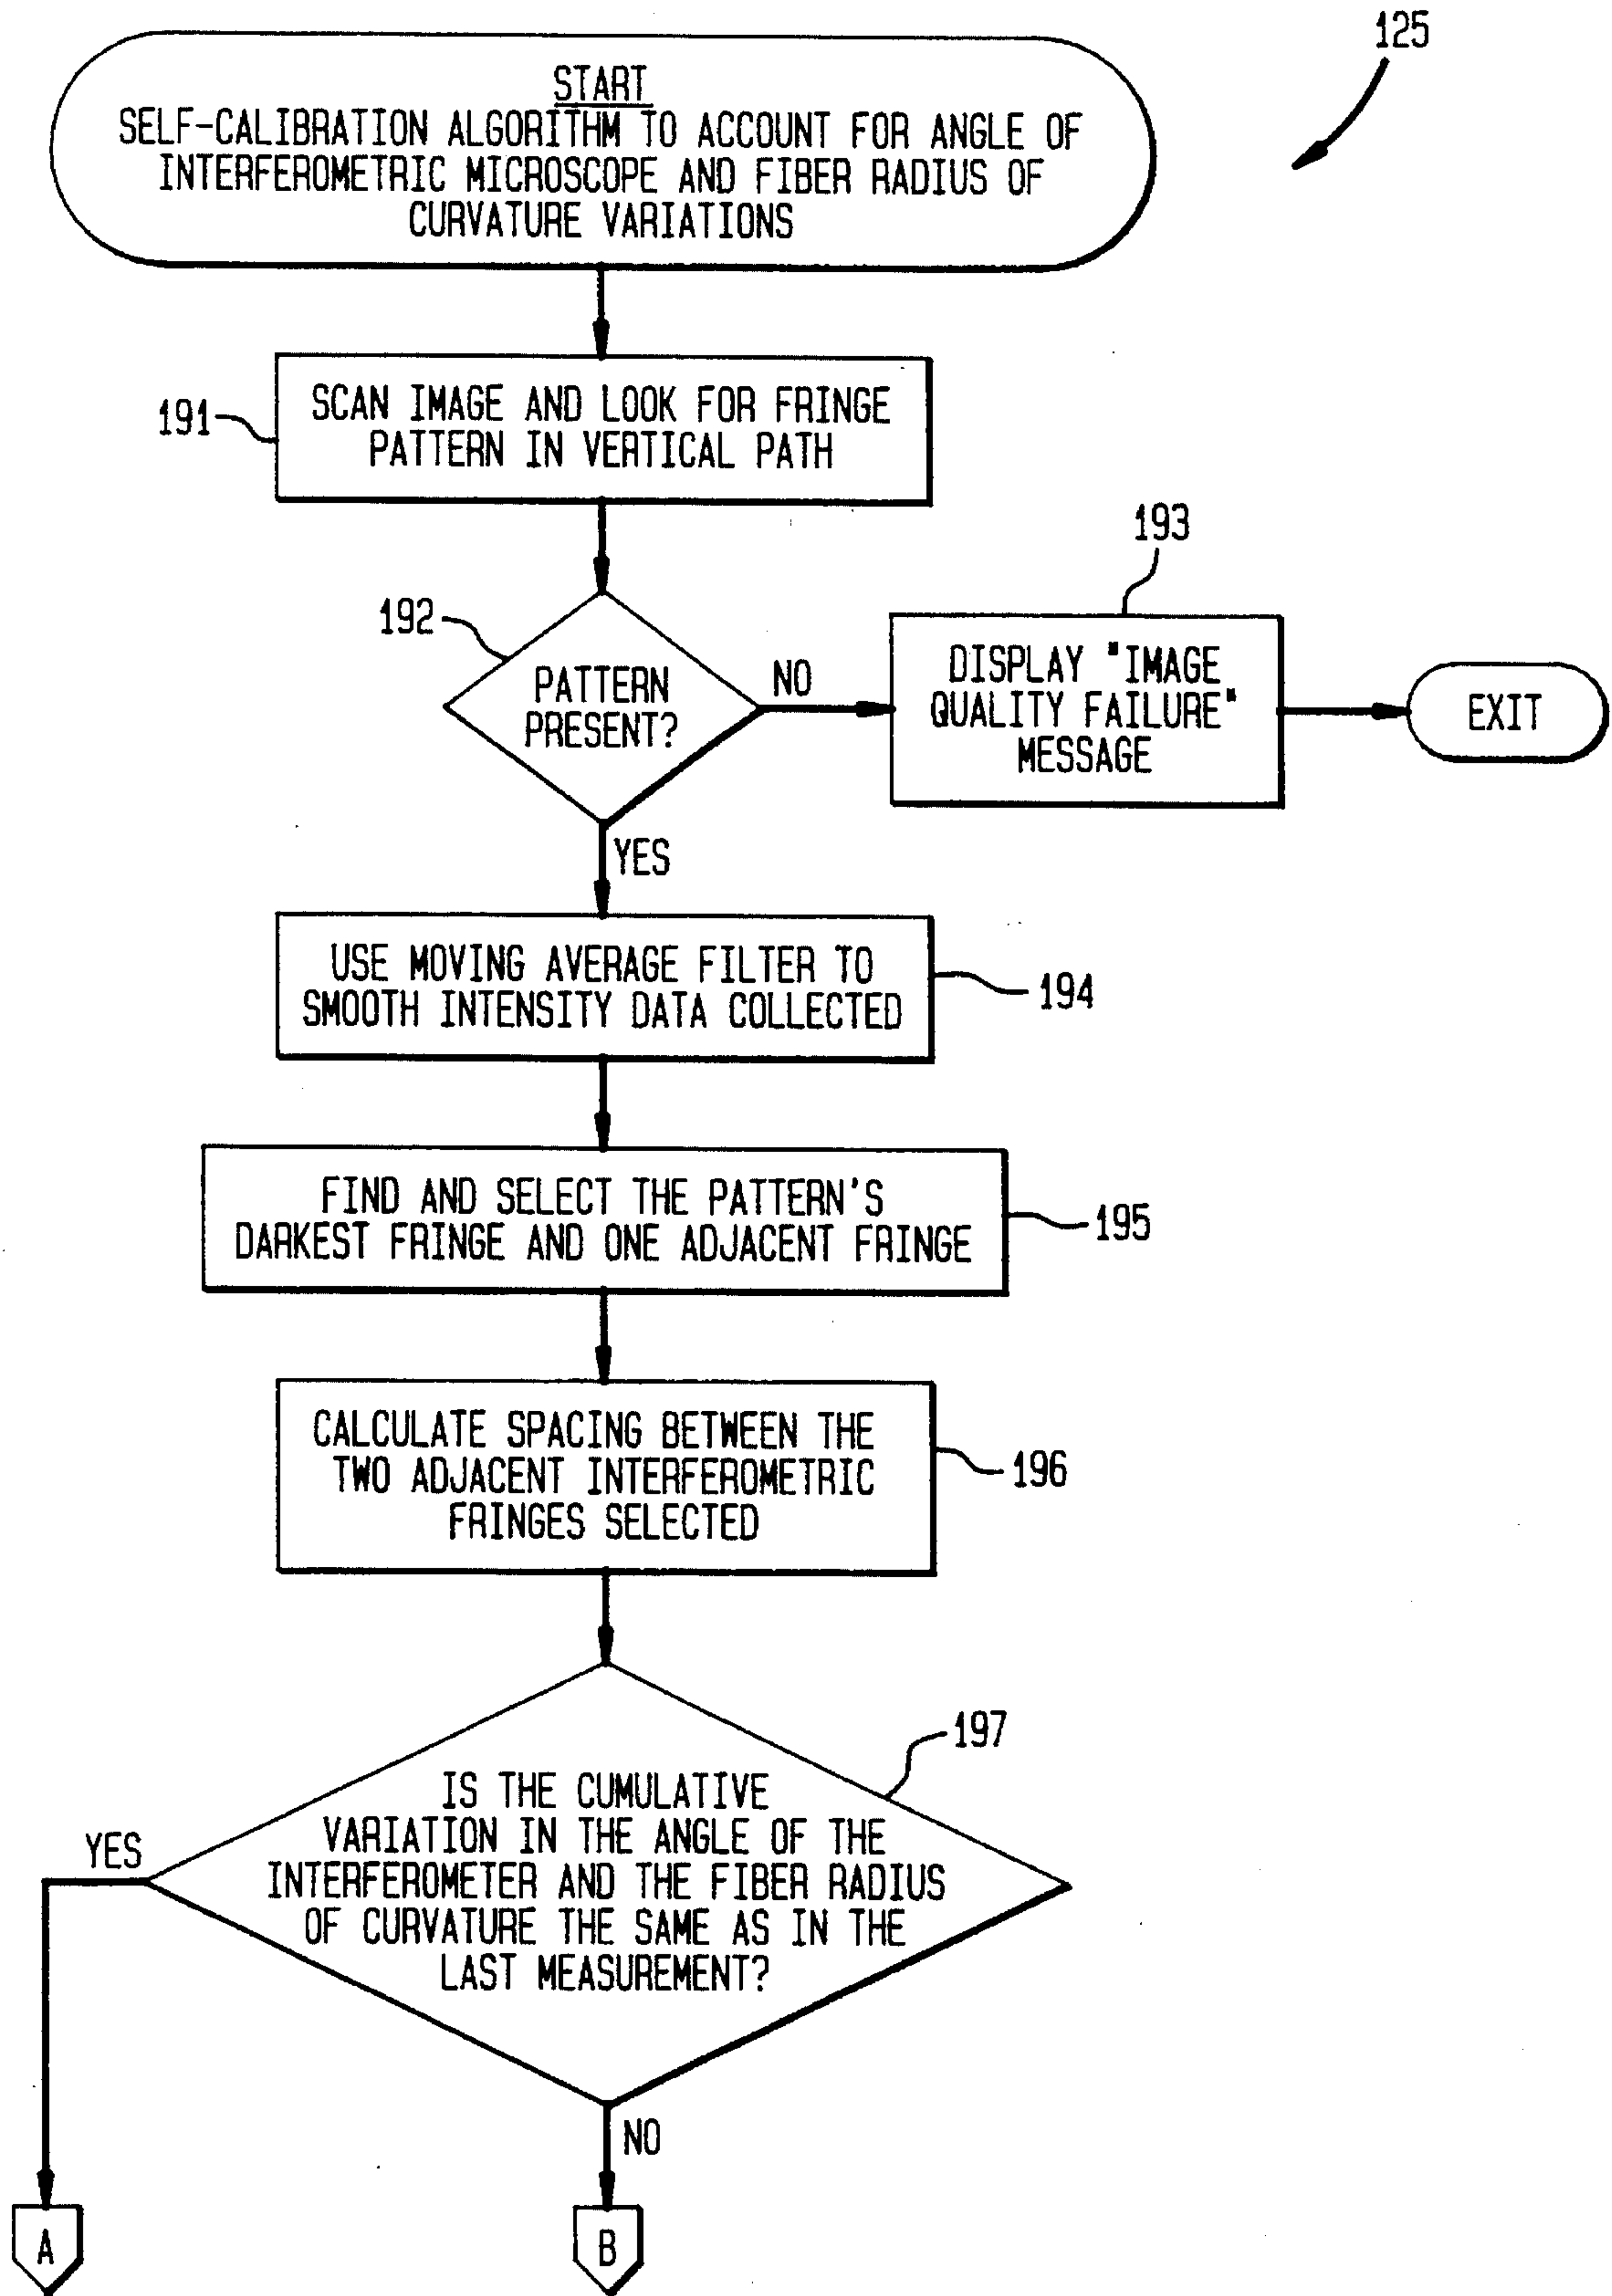 125
START
SELF-CALIBRATION ALGORITHM TO ACCOUNT FOR ANGLE OF
INTERFEROMETRIC MICROSCOPE AND FIBER RADIUS OF
CURVATURE VARIATIONS
191
SCAN IMAGE AND LOOK FOR FRINGE
PATTERN IN VERTICAL PATH
192
PATTERN
PRESENT?
NO
193
DISPLAY "IMAGE
QUALITY FAILURE"
MESSAGE
EXIT
YES
USE MOVING AVERAGE FILTER TO
SMOOTH INTENSITY DATA COLLECTED
194
FIND AND SELECT THE PATTERN'S
DARKEST FRINGE AND ONE ADJACENT FRINGE
195
CALCULATE SPACING BETWEEN THE
TWO ADJACENT INTERFEROMETRIC
FRINGES SELECTED
196
197
IS THE CUMULATIVE
VARIATION IN THE ANGLE OF THE
INTERFEROMETER AND THE FIBER RADIUS
OF CURVATURE THE SAME AS IN THE
LAST MEASUREMENT?
YES
NO
A
B